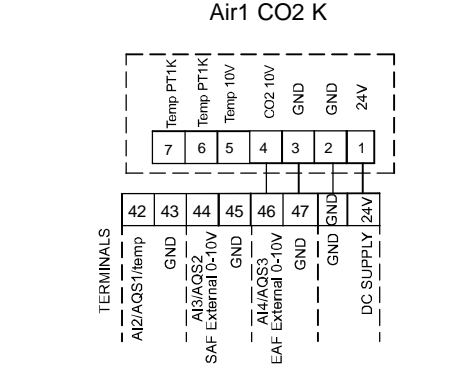 Air1 CO2 K
Temp PT1K
Temp PT1K
Temp 10V
CO2 10V
GND
GND
24V
7 6 5 4 3 2 1
42 43 44 45 46 47 GND 24V
TERMINALS
AI2/AQS1/temp
GND
AI3/AQS2
SAF External 0-10V
GND
AI4/AQS3
EAF External 0-10V
GND
GND
DC SUPPLY